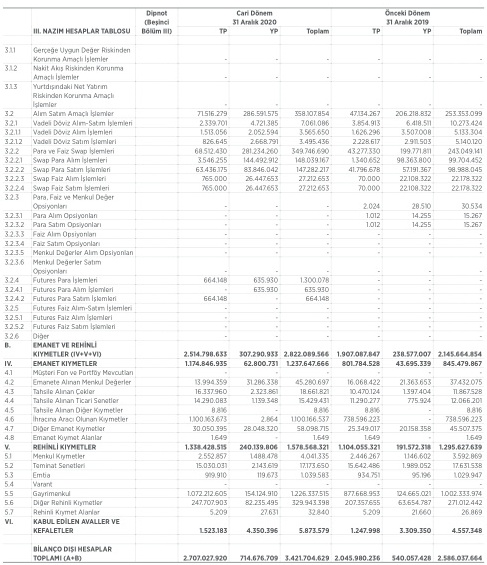 Dipnot Cari Dönem Önceki Dönem
(Beşinci 31 Aralık 2020 31 Aralık 2019
III. NAZIM HESAPLAR TABLOSU Bölüm III) TP YP Toplam TP YP Toplam
3.1.1 Gerçeğe Uygun Değer Riskinden
Korunma Amaçlı İşlemler - - - - - -
3.1.2 Nakit Akış Riskinden Korunma
Amaçlı İşlemler - - - - - -
3.1.3 Yurtdışındaki Net Yatırım
Riskinden Korunma Amaçlı
İşlemler - - - - - -
3.2 Alım Satım Amaçlı İşlemler 71.516.279 286.591.575 358.107.854 47.134.267 206.218.832 253.353.099
3.2.1 Vadeli Döviz Alım-Satım İşlemleri 2.339.701 4.721.385 7.061.086 3.854.913 6.418.511 10.273.424
3.2.1.1 Vadeli Döviz Alım İşlemleri 1.513.056 2.052.594 3.565.650 1.626.296 3.507.008 5.133.304
3.2.1.2 Vadeli Döviz Satım İşlemleri 826.645 2.668.791 3.495.436 2.228.617 2.911.503 5.140.120
3.2.2 Para ve Faiz Swap İşlemleri 68.512.430 281.234.260 349.746.690 43.277.330 199.771.811 243.049.141
3.2.2.1 Swap Para Alım İşlemleri 3.546.255 144.492.912 148.039.167 1.340.652 98.363.800 99.704.452
3.2.2.2 Swap Para Satım İşlemleri 63.436.175 83.846.042 147.282.217 41.796.678 57.191.367 98.988.045
3.2.2.3 Swap Faiz Alım İşlemleri 765.000 26.447.653 27.212.653 70.000 22.108.322 22.178.322
3.2.2.4 Swap Faiz Satım İşlemleri 765.000 26.447.653 27.212.653 70.000 22.108.322 22.178.322
3.2.3 Para, Faiz ve Menkul Değer
Opsiyonları - - - 2.024 28.510 30.534
3.2.3.1 Para Alım Opsiyonları - - - 1.012 14.255 15.267
3.2.3.2 Para Satım Opsiyonları - - - 1.012 14.255 15.267
3.2.3.3 Faiz Alım Opsiyonları - - - - - -
3.2.3.4 Faiz Satım Opsiyonları - - - - - -
3.2.3.5 Menkul Değerler Alım Opsiyonları - - - - - -
3.2.3.6 Menkul Değerler Satım
Opsiyonları - - - - - -
3.2.4 Futures Para İşlemleri 664.148 635.930 1.300.078 - - -
3.2.4.1 Futures Para Alım İşlemleri - 635.930 635.930 - - -
3.2.4.2 Futures Para Satım İşlemleri 664.148 - 664.148 - - -
3.2.5 Futures Faiz Alım-Satım İşlemleri - - - - - -
3.2.5.1 Futures Faiz Alım İşlemleri - - - - - -
3.2.5.2 Futures Faiz Satım İşlemleri - - - - - -
3.2.6 Diğer - - - - - -
B. EMANET VE REHİNLİ
KIYMETLER (IV+V+VI) 2.514.798.633 307.290.933 2.822.089.566 1.907.087.847 238.577.007 2.145.664.854
IV. EMANET KIYMETLER 1.174.846.935 62.800.731 1.237.647.666 801.784.528 43.695.339 845.479.867
4.1 Müşteri Fon ve Portföy Mevcutları - - - - - -
4.2 Emanete Alınan Menkul Değerler 13.994.359 31.286.338 45.280.697 16.068.422 21.363.653 37.432.075
4.3 Tahsile Alınan Çekler 16.337.960 2.323.861 18.661.821 10.470.124 1.397.404 11.867.528
4.4 Tahsile Alınan Ticari Senetler 14.290.083 1.139.348 15.429.431 11.290.277 775.924 12.066.201
4.5 Tahsile Alınan Diğer Kıymetler 8.816 - 8.816 - 8.816
4.6 İhracına Aracı Olunan Kıymetler 1.100.163.673 2.864 1.100.166.537 738.596.223 - 738.596.223
4.7 Diğer Emanet Kıymetler 30.050.395 28.048.320 58.098.715 25.349.017 20.158.358 45.507.375
4.8 Emanet Kıymet Alanlar 1.649 - 1.649 1.649 - 1.649
V. REHİNLİ KIYMETLER 1.338.428.515 240.139.806 1.578.568.321 1.104.055.321 191.572.318 1.295.627.639
5.1 Menkul Kıymetler 2.552.857 1.488.478 4.041.335 2.446.267 1.146.602 3.592.869
5.2 Teminat Senetleri 15.030.031 2.143.619 17.173.650 15.642.486 1.989.052 17.631.538
5.3 Emtia 919.910 119.673 1.039.583 934.751 95.196 1.029.947
5.4 Varant - - - - - -
5.5 Gayrimenkul 1.072.212.605 154.124.910 1.226.337.515 877.668.953 124.665.021 1.002.333.974
5.6 Diğer Rehinli Kıymetler 247.707.903 82.235.495 329.943.398 207.357.655 63.654.787 271.012.442
5.7 Rehinli Kıymet Alanlar 5.209 27.631 32.840 5.209 21.660 26.869
VI. KABUL EDİLEN AVALLER VE
KEFALETLER 1.523.183 4.350.396 5.873.579 1.247.998 3.309.350 4.557.348
BİLANÇO DIŞI HESAPLAR
TOPLAMI (A+B) 2.707.027.920 714.676.709 3.421.704.629 2.045.980.236 540.057.428 2.586.037.664